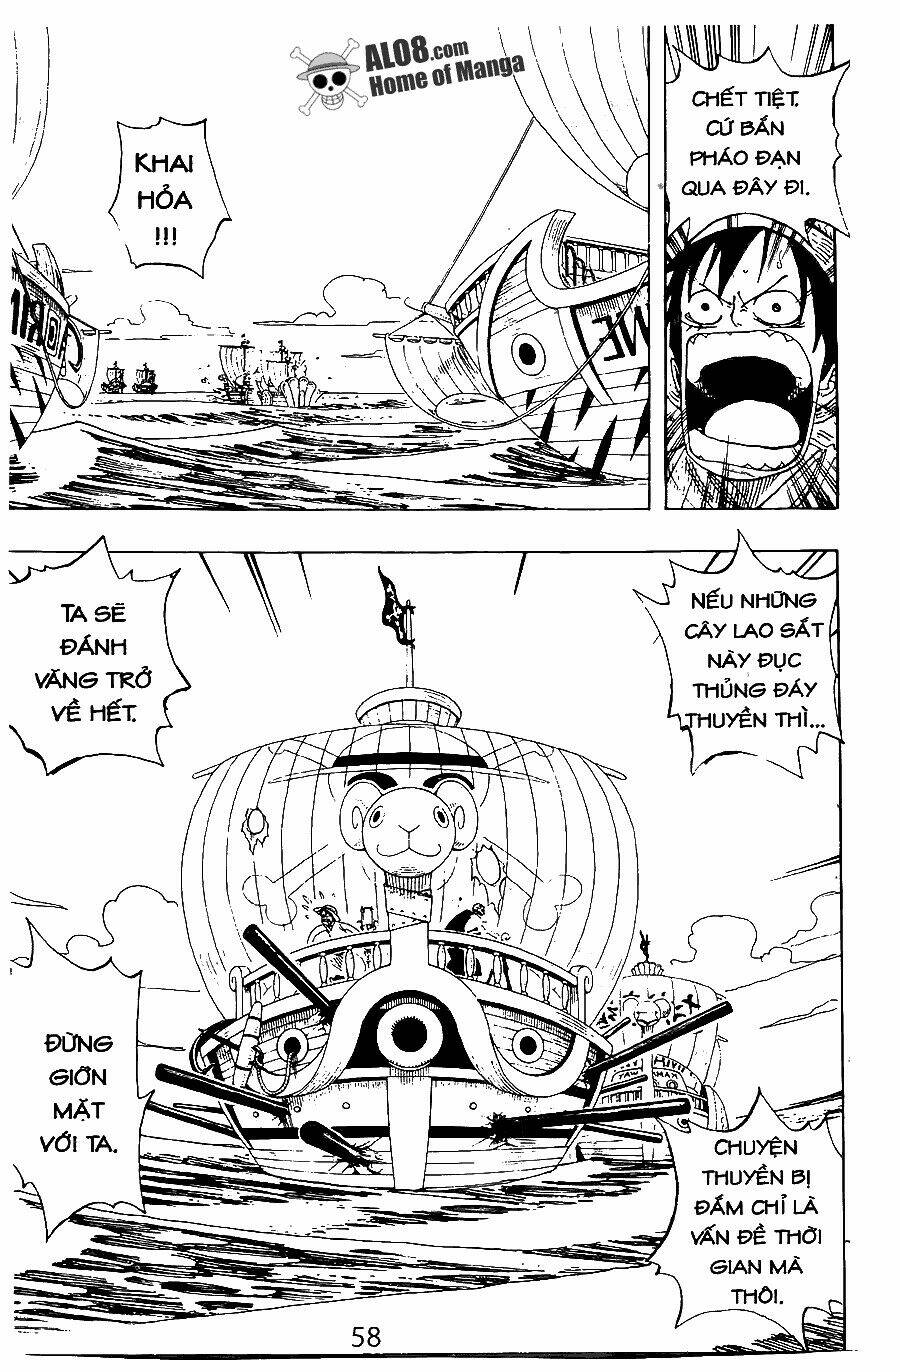 AL08.com
Home of Manga
CHẾT TIỆT.
CỨ BẮN
PHÁO ĐẠN
QUA ĐÂY ĐI.
KHAI
HỎA
!!!
NẾU NHỮNG
CÂY LAO SẮT
NÀY ĐỤC
THỦNG ĐÁY
THUYỀN THÌ...
TA SẼ
ĐÁNH
VĂNG TRỞ
VỀ HẾT.
ĐỪNG
GIỠN
MẶT
VỚI TA.
CHUYỆN
THUYỀN BỊ
ĐẮM CHỈ LÀ
VẤN ĐỀ THỜI
GIAN MÀ
THÔI.
58